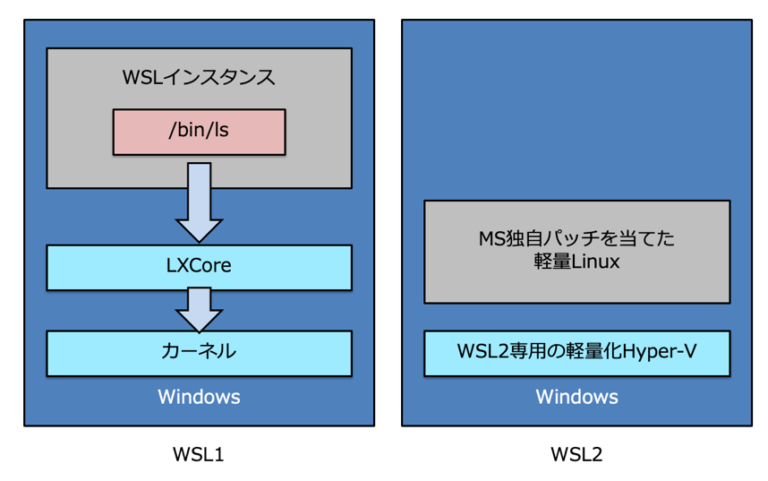 WSLインスタンス
/bin/ls
LXCore
カーネル
Windows
WSL1
MS独自パッチを当てた
軽量Linux
WSL2専用の軽量化Hyper-V
Windows
WSL2